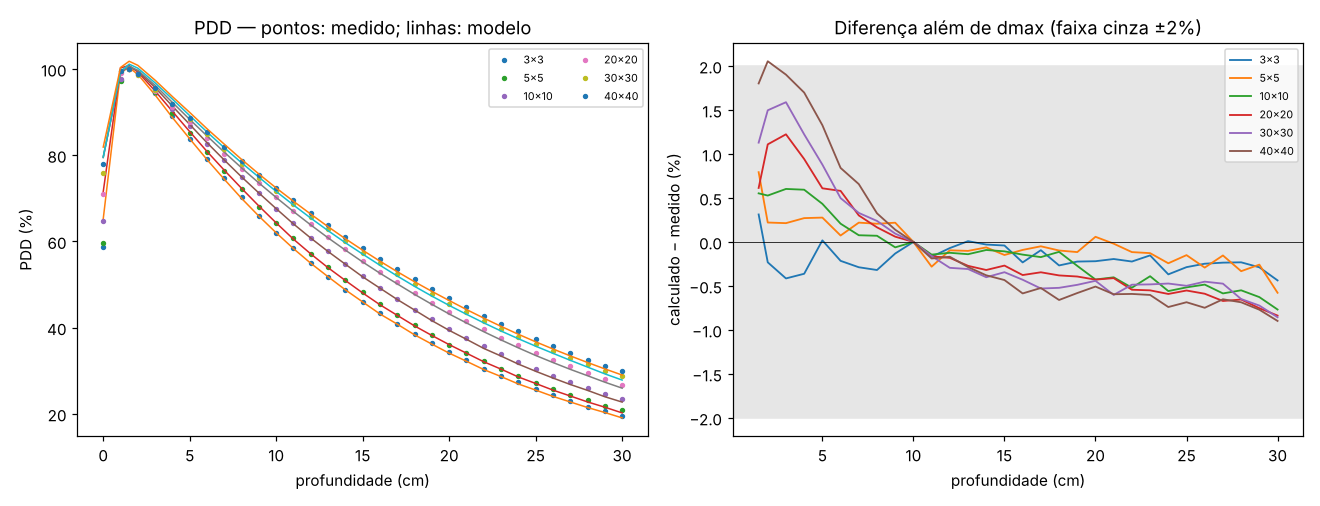 PDD — pontos: medido; linhas: modelo
PDD (%)
100
80
60
40
20
0 5 10 15 20 25 30
profundidade (cm)
3×3 20×20
5×5 30×30
10×10 40×40
Diferença além de dmax (faixa cinza ±2%)
calculado − medido (%)
2.0
1.5
1.0
0.5
0.0
−0.5
−1.0
−1.5
−2.0
5 10 15 20 25 30
profundidade (cm)
3×3
5×5
10×10
20×20
30×30
40×40